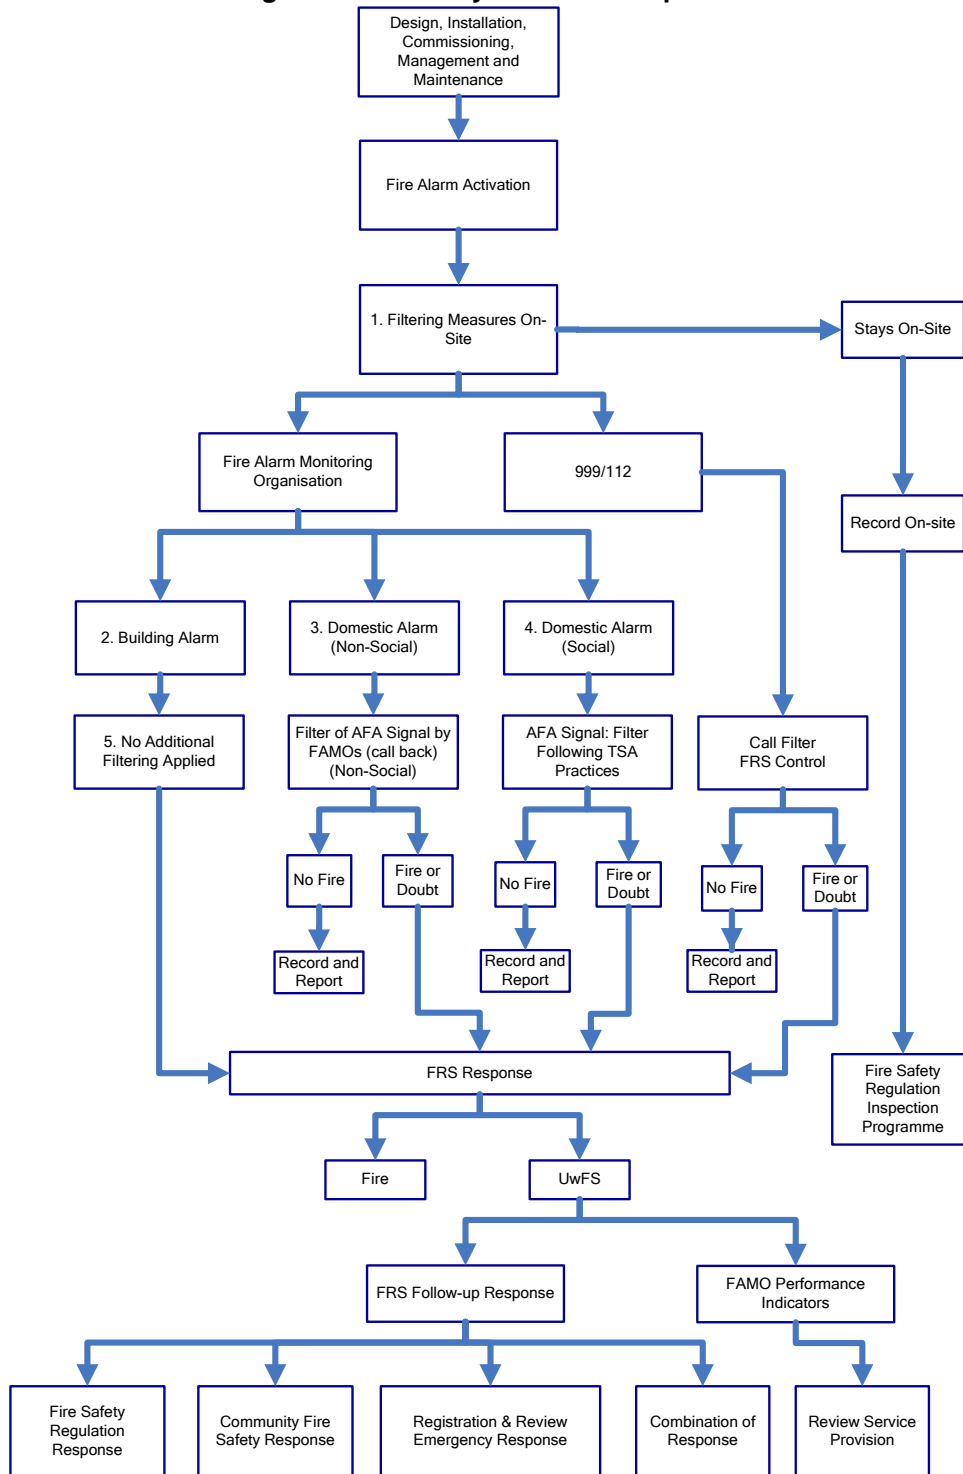 Design, Installation,
Commissioning,
Management and
Maintenance
Fire Alarm Activation
1. Filtering Measures On-
Site
Stays On-Site
Fire Alarm Monitoring
Organisation
999/112
Record On-site
2. Building Alarm
3. Domestic Alarm
(Non-Social)
4. Domestic Alarm
(Social)
5. No Additional
Filtering Applied
Filter of AFA Signal by
FAMOs (call back)
(Non-Social)
AFA Signal: Filter
Following TSA
Practices
Call Filter
FRS Control
No Fire
Fire or
Doubt
No Fire
Fire or
Doubt
No Fire
Fire or
Doubt
Record and
Report
Record and
Report
Record and
Report
FRS Response
Fire Safety
Regulation
Inspection
Programme
Fire
UwFS
FRS Follow-up Response
FAMO Performance
Indicators
Fire Safety
Regulation
Response
Community Fire
Safety Response
Registration & Review
Emergency Response
Combination of
Response
Review Service
Provision